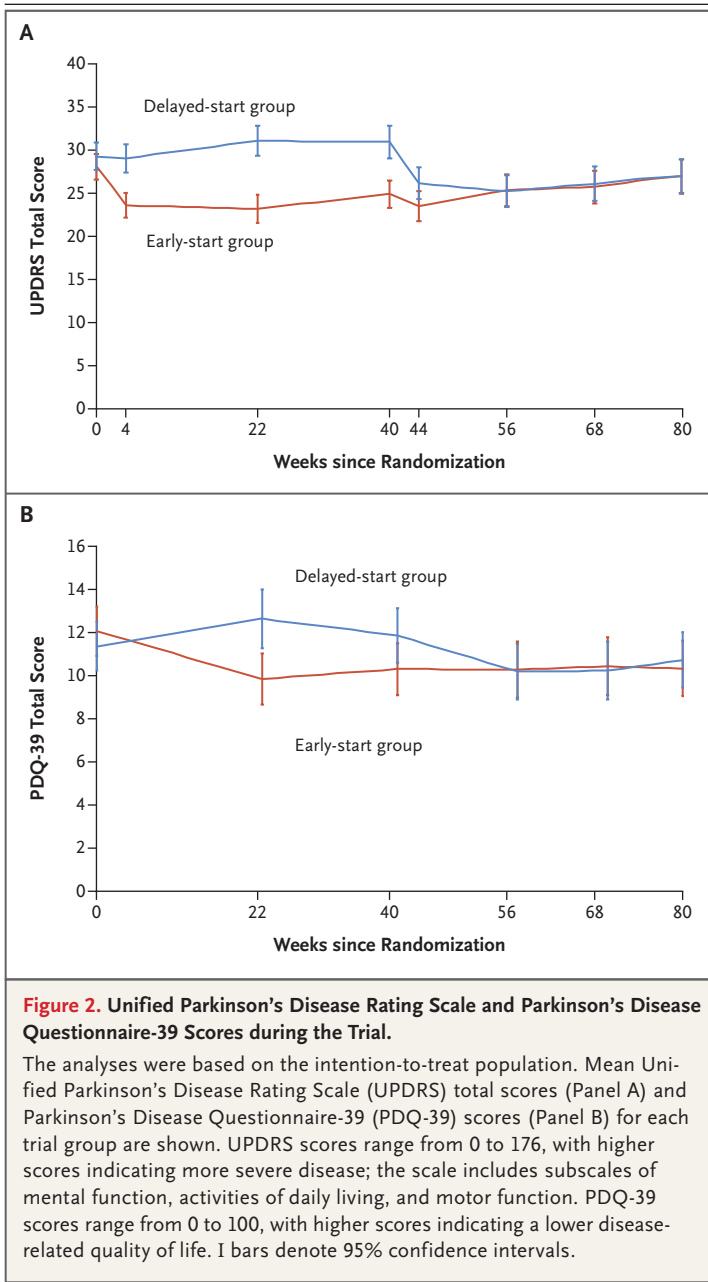 A
40
35
30
25
20
15
10
5
0
UPDRS Total Score
Delayed-start group
Early-start group
0 4 22 40 44 56 68 80
Weeks since Randomization
B
16
14
12
10
8
6
4
2
0
PDQ-39 Total Score
Delayed-start group
Early-start group
0 22 40 56 68 80
Weeks since Randomization
Figure 2. Unified Parkinson’s Disease Rating Scale and Parkinson’s Disease
Questionnaire-39 Scores during the Trial.
The analyses were based on the intention-to-treat population. Mean Uni-
fied Parkinson’s Disease Rating Scale (UPDRS) total scores (Panel A) and
Parkinson’s Disease Questionnaire-39 (PDQ-39) scores (Panel B) for each
trial group are shown. UPDRS scores range from 0 to 176, with higher
scores indicating more severe disease; the scale includes subscales of
mental function, activities of daily living, and motor function. PDQ-39
scores range from 0 to 100, with higher scores indicating a lower disease-
related quality of life. I bars denote 95% confidence intervals.